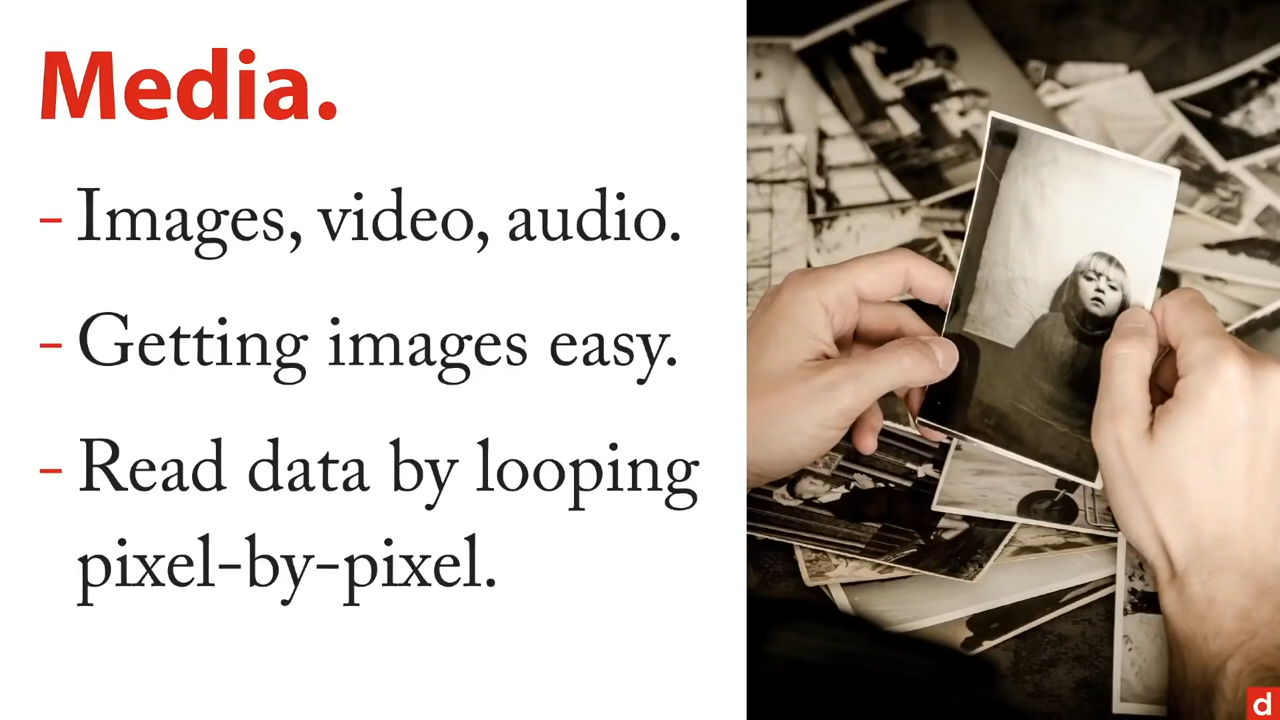 Media.
- Images, video, audio.
- Getting images easy.
- Read data by looping
pixel-by-pixel.
d